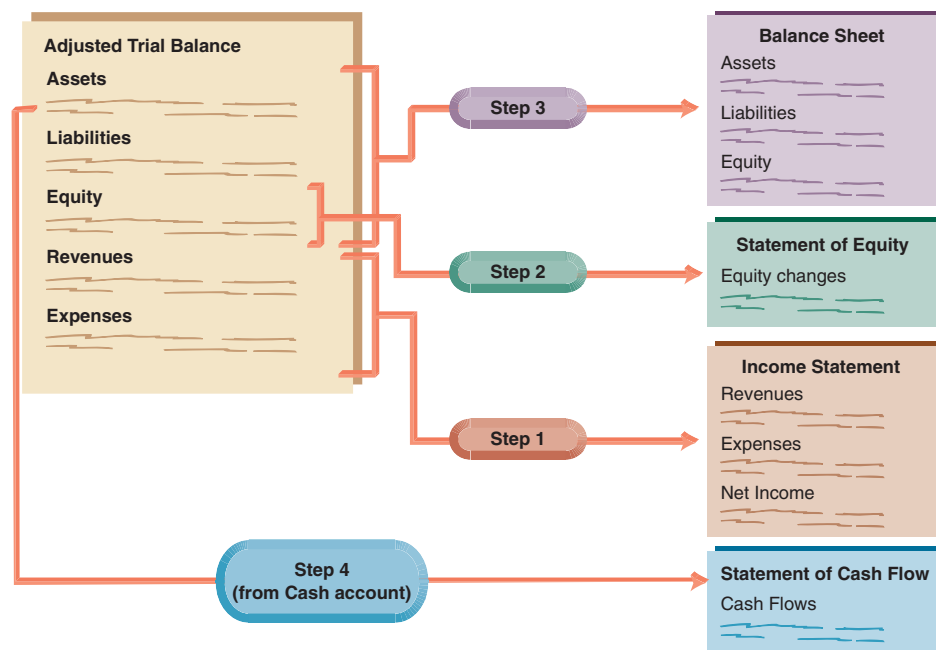 Adjusted Trial Balance
Assets
Liabilities
Equity
Revenues
Expenses
Step 3
Step 2
Step 1
Step 4
(from Cash account)
Balance Sheet
Assets
Liabilities
Equity
Statement of Equity
Equity changes
Income Statement
Revenues
Expenses
Net Income
Statement of Cash Flow
Cash Flows